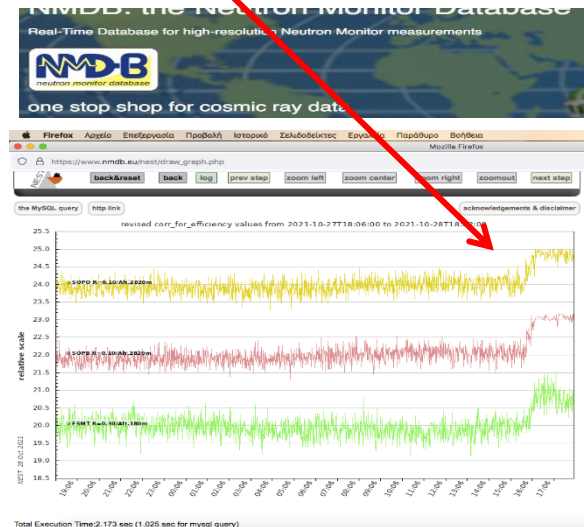 NMDB: the Neutron Monitor Database
Real-Time Database for high-resolution Neutron Monitor measurements
NMDB
neutron monitor database
one stop shop for cosmic ray data
Firefox Αρχείο Επεξεργασία Προβολή Ιστορικό Σελιδοδείκτες Εργαλεία Παράθυρο Βοήθεια
Mozilla Firefox
https://www.nmdb.eu/nest/draw_graph.php
NEST back&reset back log prev step zoom left zoom center zoom right zoomout next step
the MySQL query http link acknowledgements & disclaimer
revised corr_for_efficiency values from 2021-10-27T18:06:00 to
25.5
25.0
24.5
24.0
23.5
23.0
22.5
22.0
21.5
21.0
20.5
20.0
19.5
19.0
18.5
relative scale
SOPO R=0.10/Alt.2820m
SOPB R=0.10/Alt.2820m
R=0.30/Alt.180m
NEST 28 Oct 2021
19:06 20:06 21:06 22:06 23:06 00:06 01:06 02:06 03:06 04:06 05:06 06:06 07:06 08:06 09:06 10:06 11:06 12:06 13:06 14:06 15:06 16:06 17:06
Total Execution Time:2.173 sec (1.025 sec for mysql query)